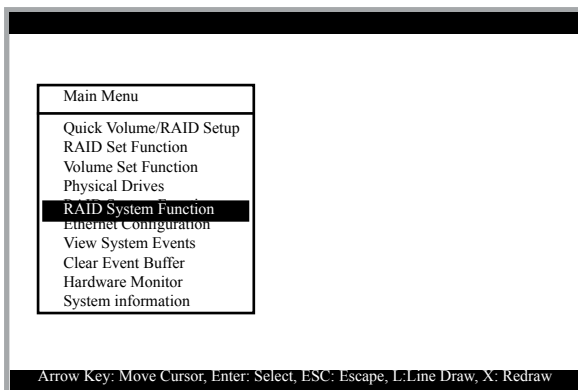 Main Menu
Quick Volume/RAID Setup
RAID Set Function
Volume Set Function
Physical Drives
RAID System Function
Ethernet Configuration
View System Events
Clear Event Buffer
Hardware Monitor
System information
Arrow Key: Move Cursor, Enter: Select, ESC: Escape, L:Line Draw, X: Redraw